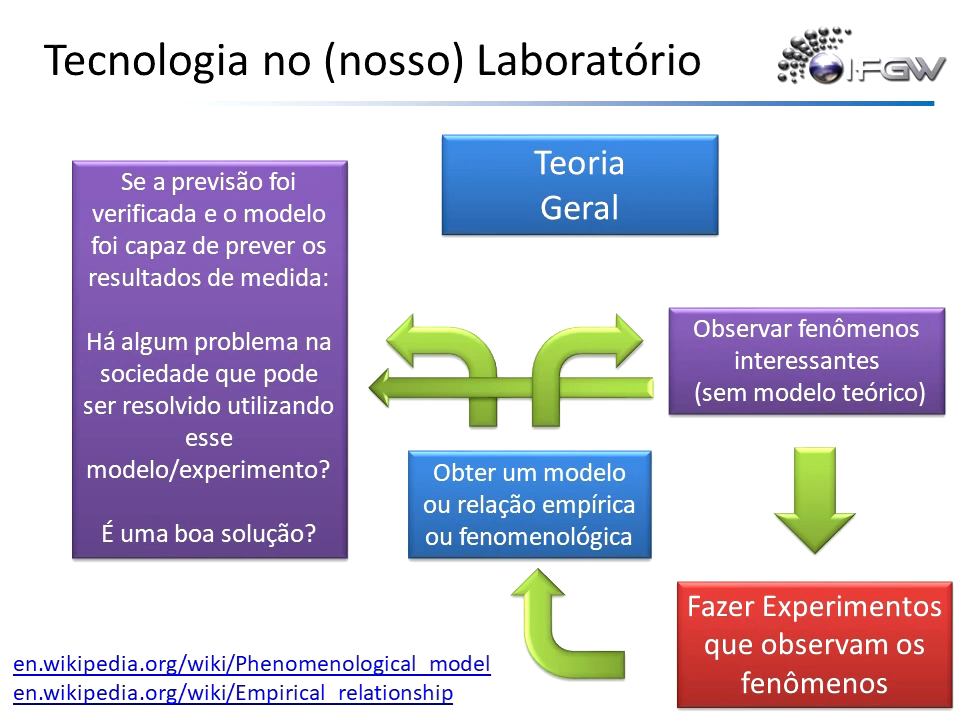 Tecnologia no (nosso) Laboratório
IFGW
Teoria
Geral
Se a previsão foi
verificada e o modelo
foi capaz de prever os
resultados de medida:
Há algum problema na
sociedade que pode
ser resolvido utilizando
esse
modelo/experimento?
É uma boa solução?
Observar fenômenos
interessantes
(sem modelo teórico)
Obter um modelo
ou relação empírica
ou fenomenológica
Fazer Experimentos
que observam os
fenômenos
en.wikipedia.org/wiki/Phenomenological_model
en.wikipedia.org/wiki/Empirical_relationship